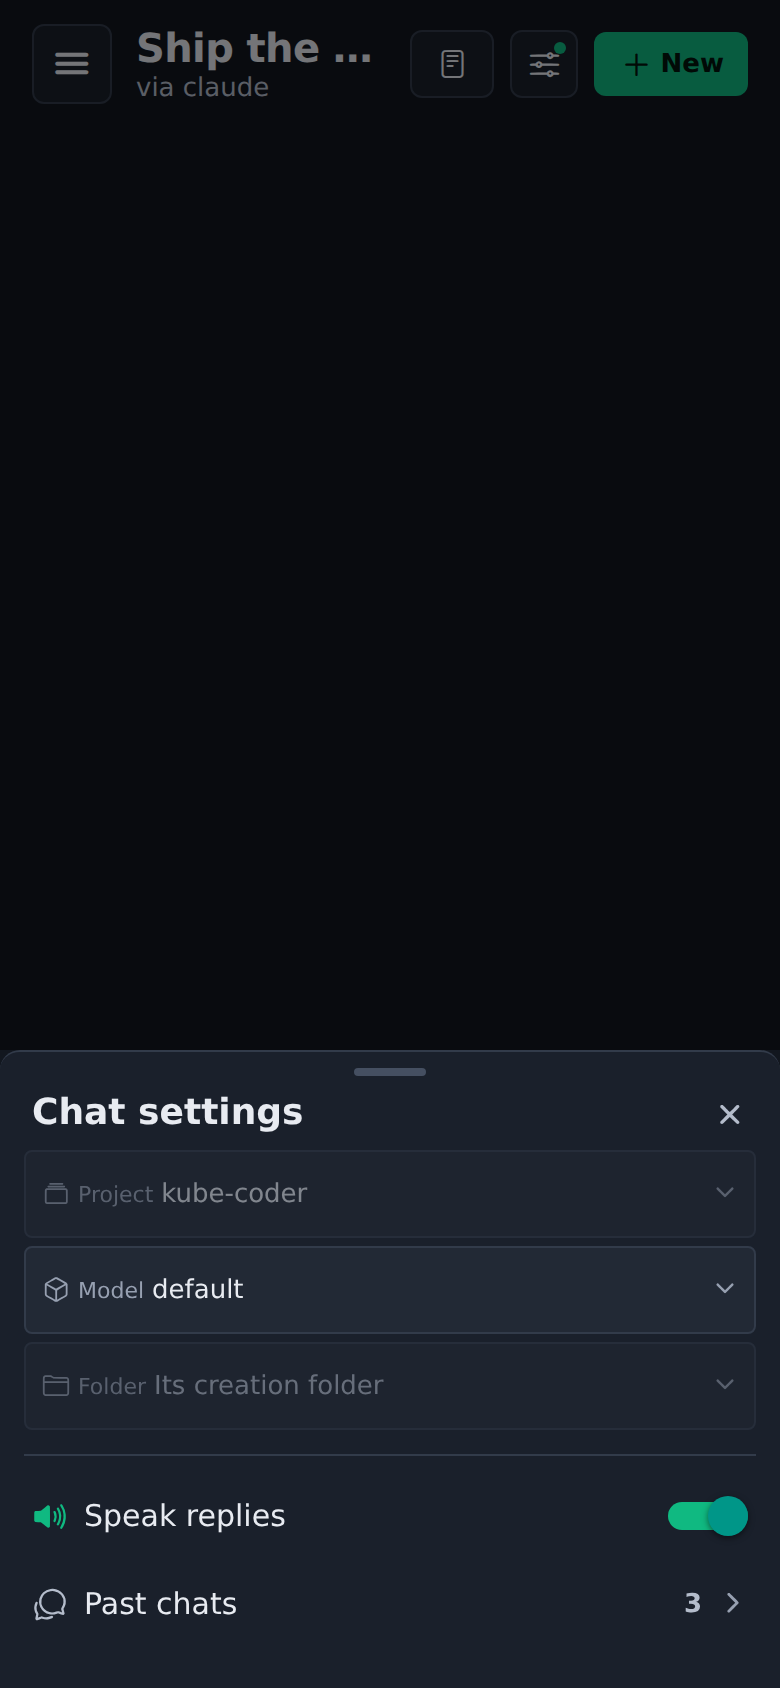 Ship the ...
via claude
New
Chat settings
Project kube-coder
Model default
Folder Its creation folder
Speak replies
Past chats 3